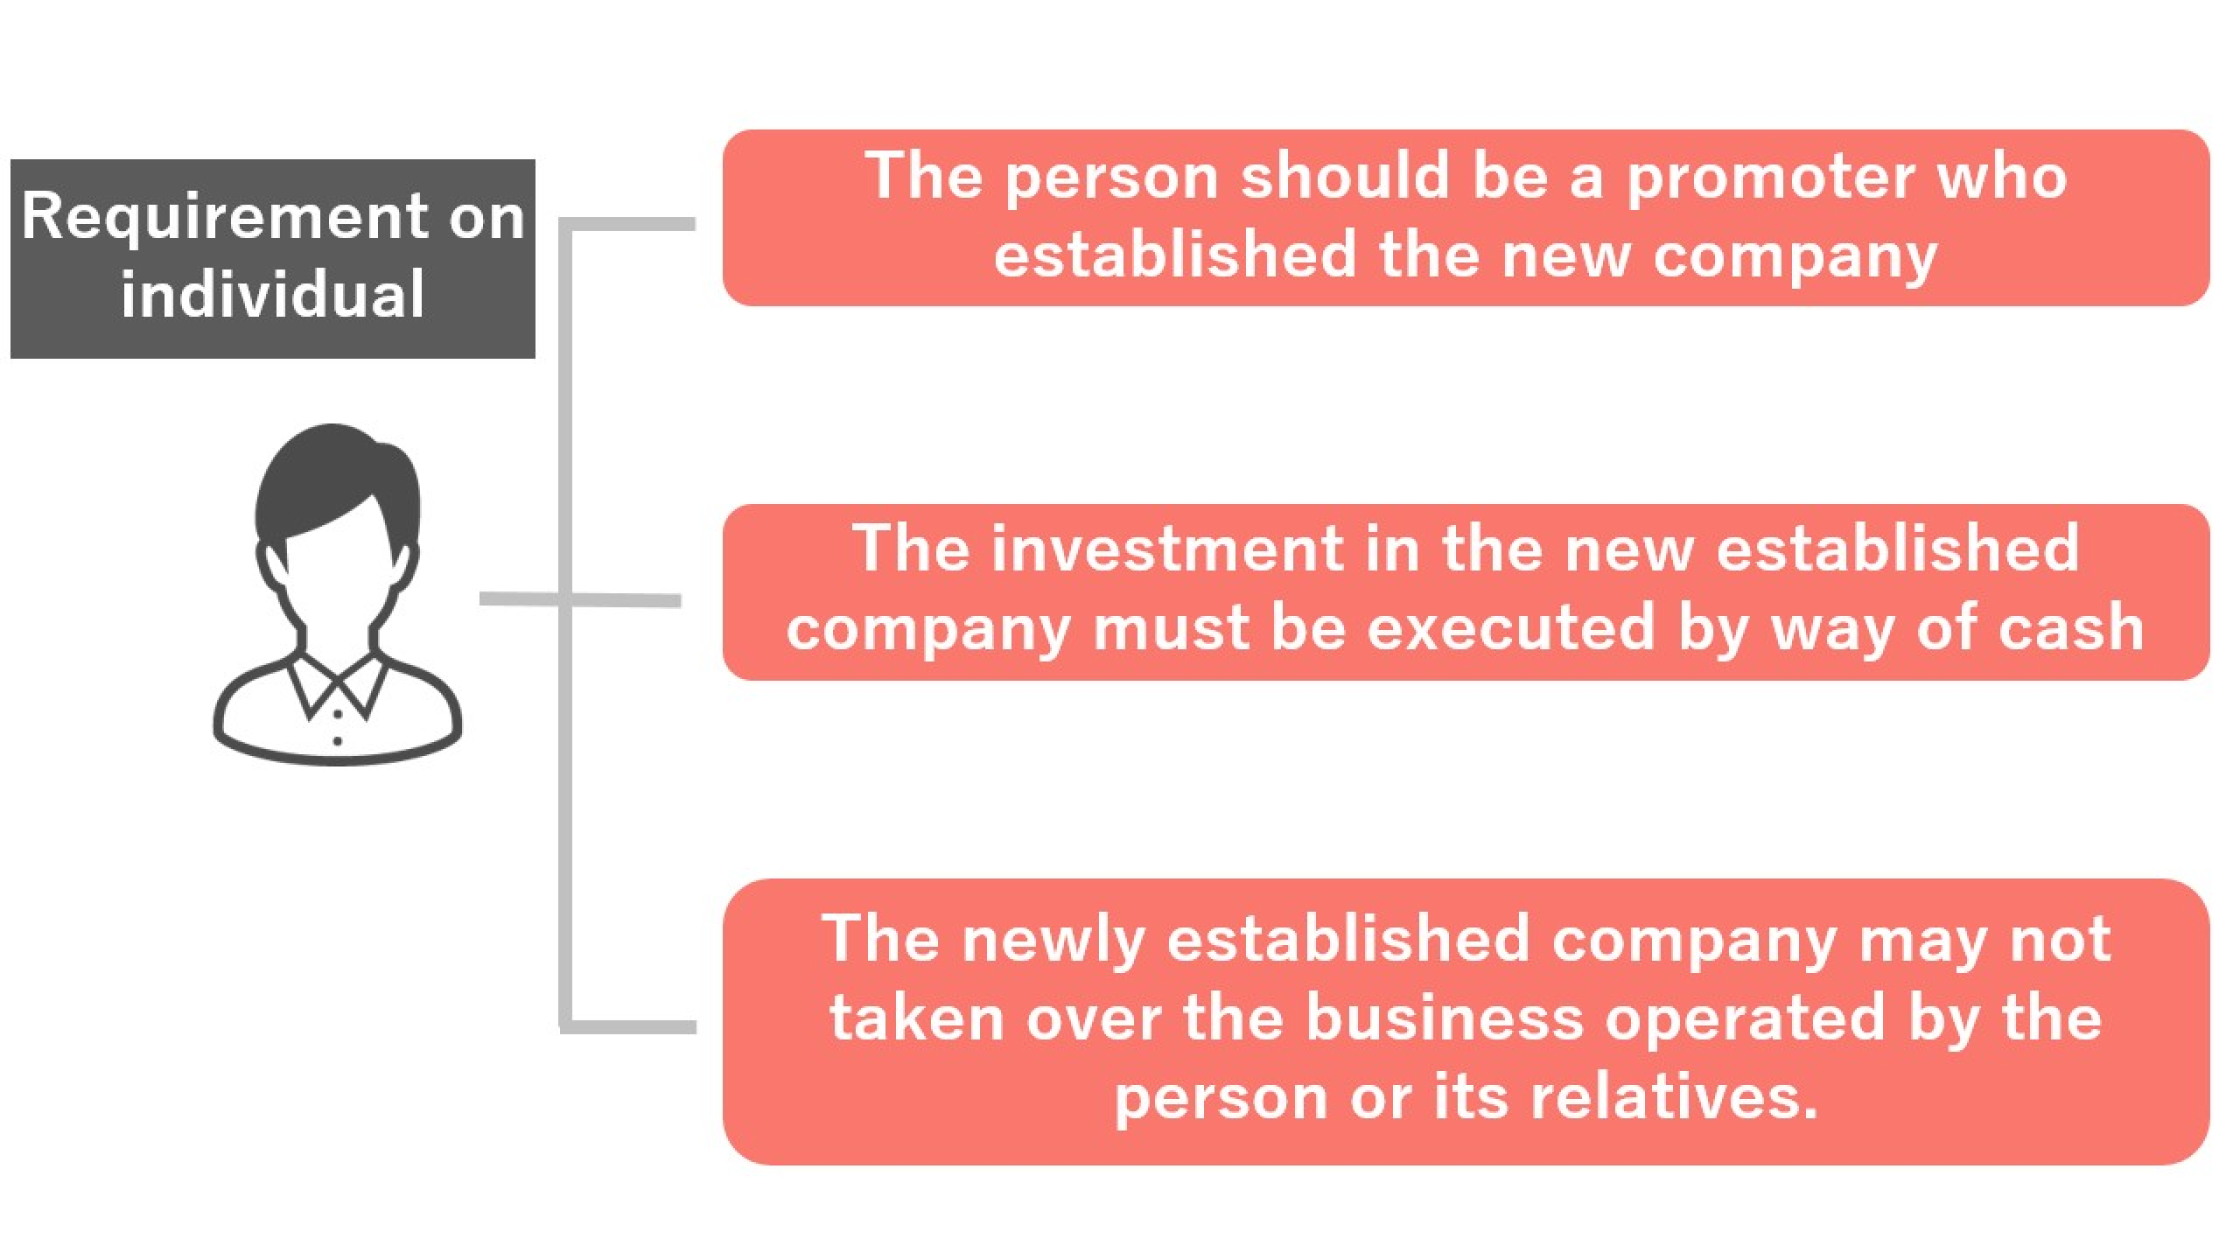 Requirement on
individual
The person should be a promoter who
established the new company
The investment in the new established
company must be executed by way of cash
The newly established company may not
taken over the business operated by the
person or its relatives.